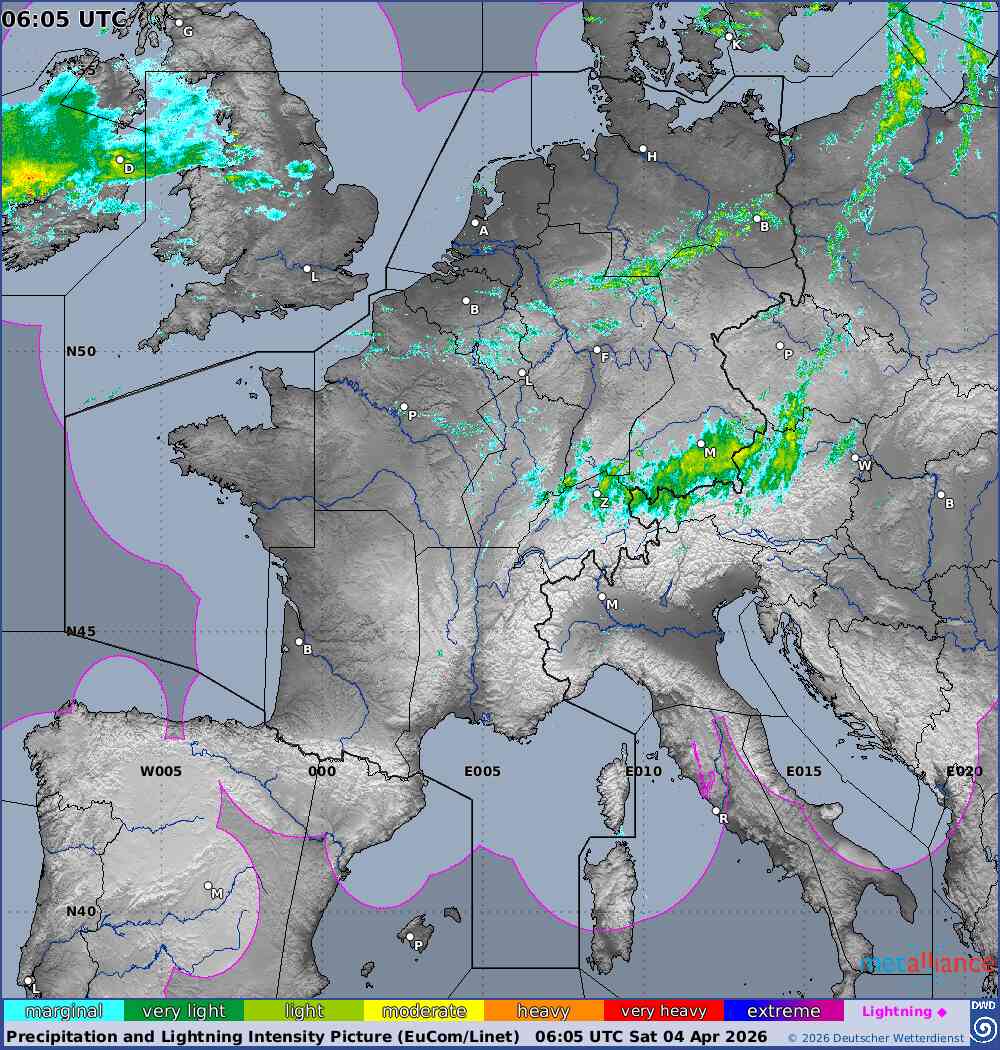 06:05 UTC
G
K
55
D
H
A
B
L
B
N50
F
P
L
P
M
W
Z
B
M
N45
B
W005
000
E005
E010
E015
E020
R
M
N40
P
L
metalliance
marginal
very light
light
moderate
heavy
very heavy
extreme
Lightning ◆
DWD
Precipitation and Lightning Intensity Picture (EuCom/Linet) 06:05 UTC Sat 04 Apr 2026
© 2026 Deutscher Wetterdienst